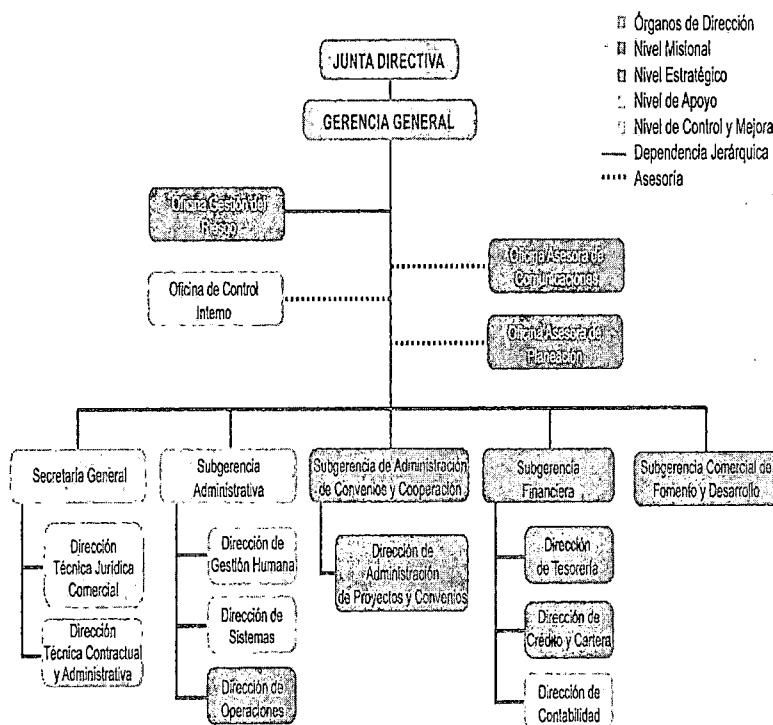 Órganos de Dirección
Nivel Misional
Nivel Estratégico
Nivel de Apoyo
Nivel de Control y Mejora
Dependencia Jerárquica
Asesoría
JUNTA DIRECTIVA
GERENCIA GENERAL
Oficina Gestión del
Riesgo
Oficina Asesora de
Comunicaciones
Oficina de Control
Interno
Oficina Asesora de
Planeación
Secretaría General
Subgerencia
Administrativa
Subgerencia de Administración
de Convenios y Cooperación
Subgerencia
Financiera
Subgerencia Comercial de
Fomento y Desarrollo
Dirección
Técnica Jurídica
Comercial
Dirección
Técnica Contractual
y Administrativa
Dirección de
Gestión Humana
Dirección de
Sistemas
Dirección de
Operaciones
Dirección de
Administración
de Proyectos y Convenios
Dirección
de Tesorería
Dirección de
Crédito y Cartera
Dirección de
Contabilidad